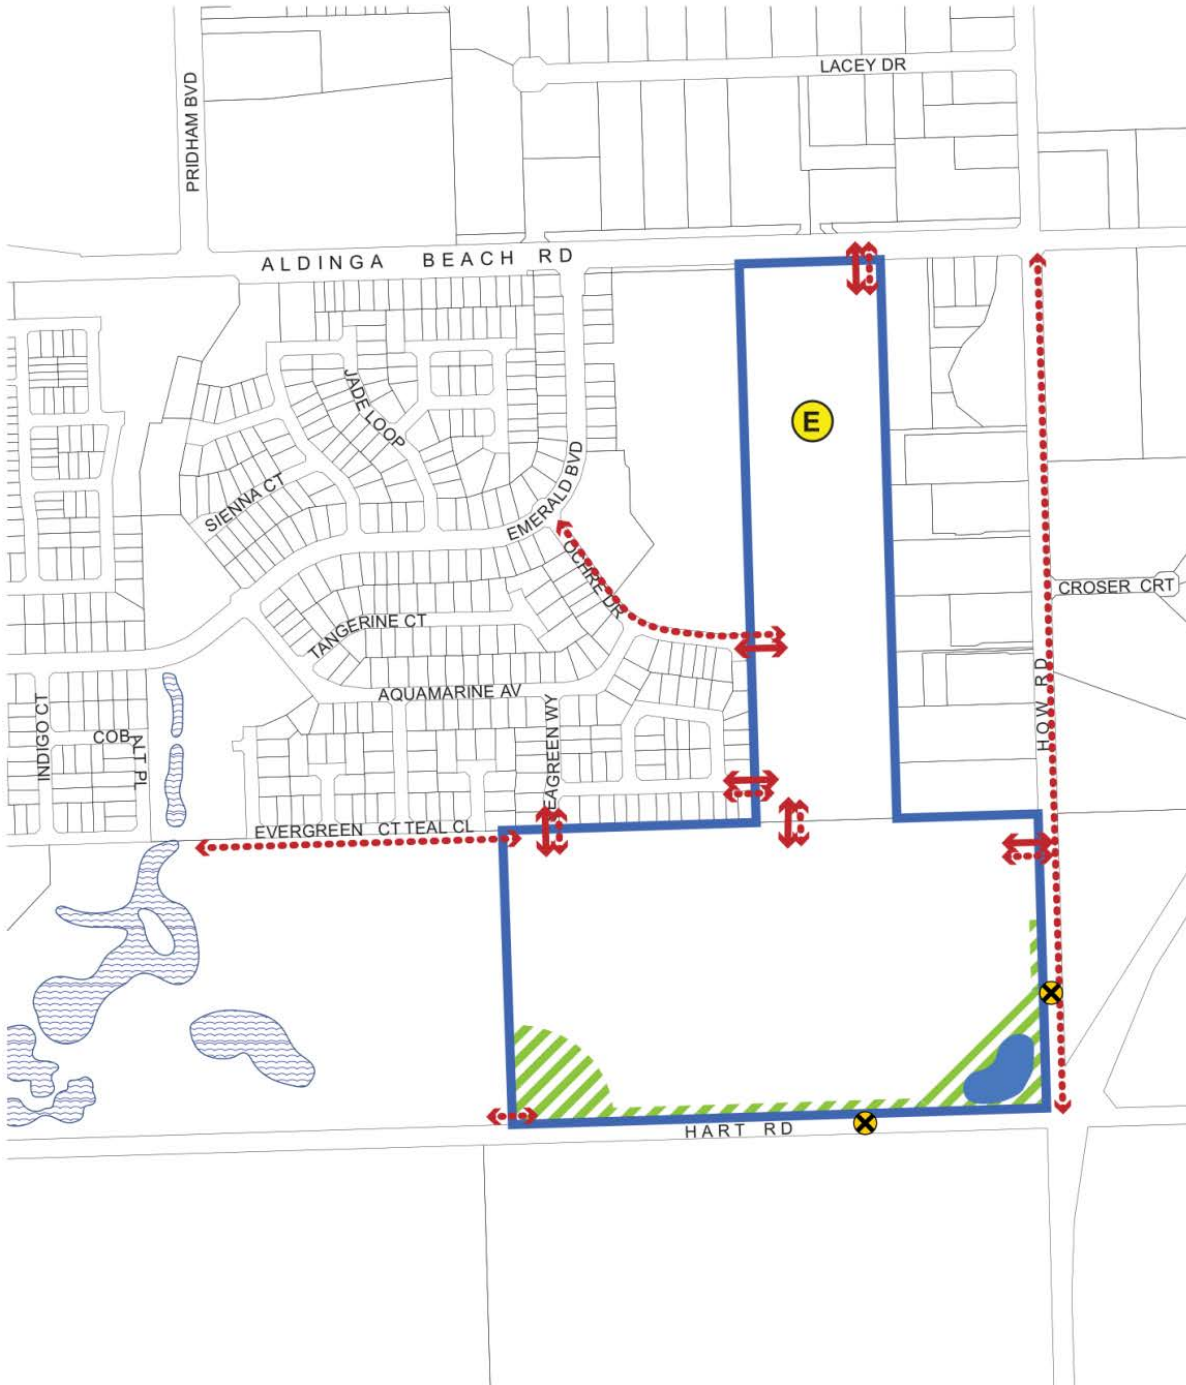 LACEY DR
PRIDHAM BVD
ALDINGA BEACH RD
JADE LOOP
E
SIENNA CT
EMERALD BVD
OCHRE DR
CROSER CRT
TANGERINE CT
HOW RD
AQUAMARINE AV
INDIGO CT
COBALT PL
EAGREEN WY
EVERGREEN CT TEAL CL
HART RD